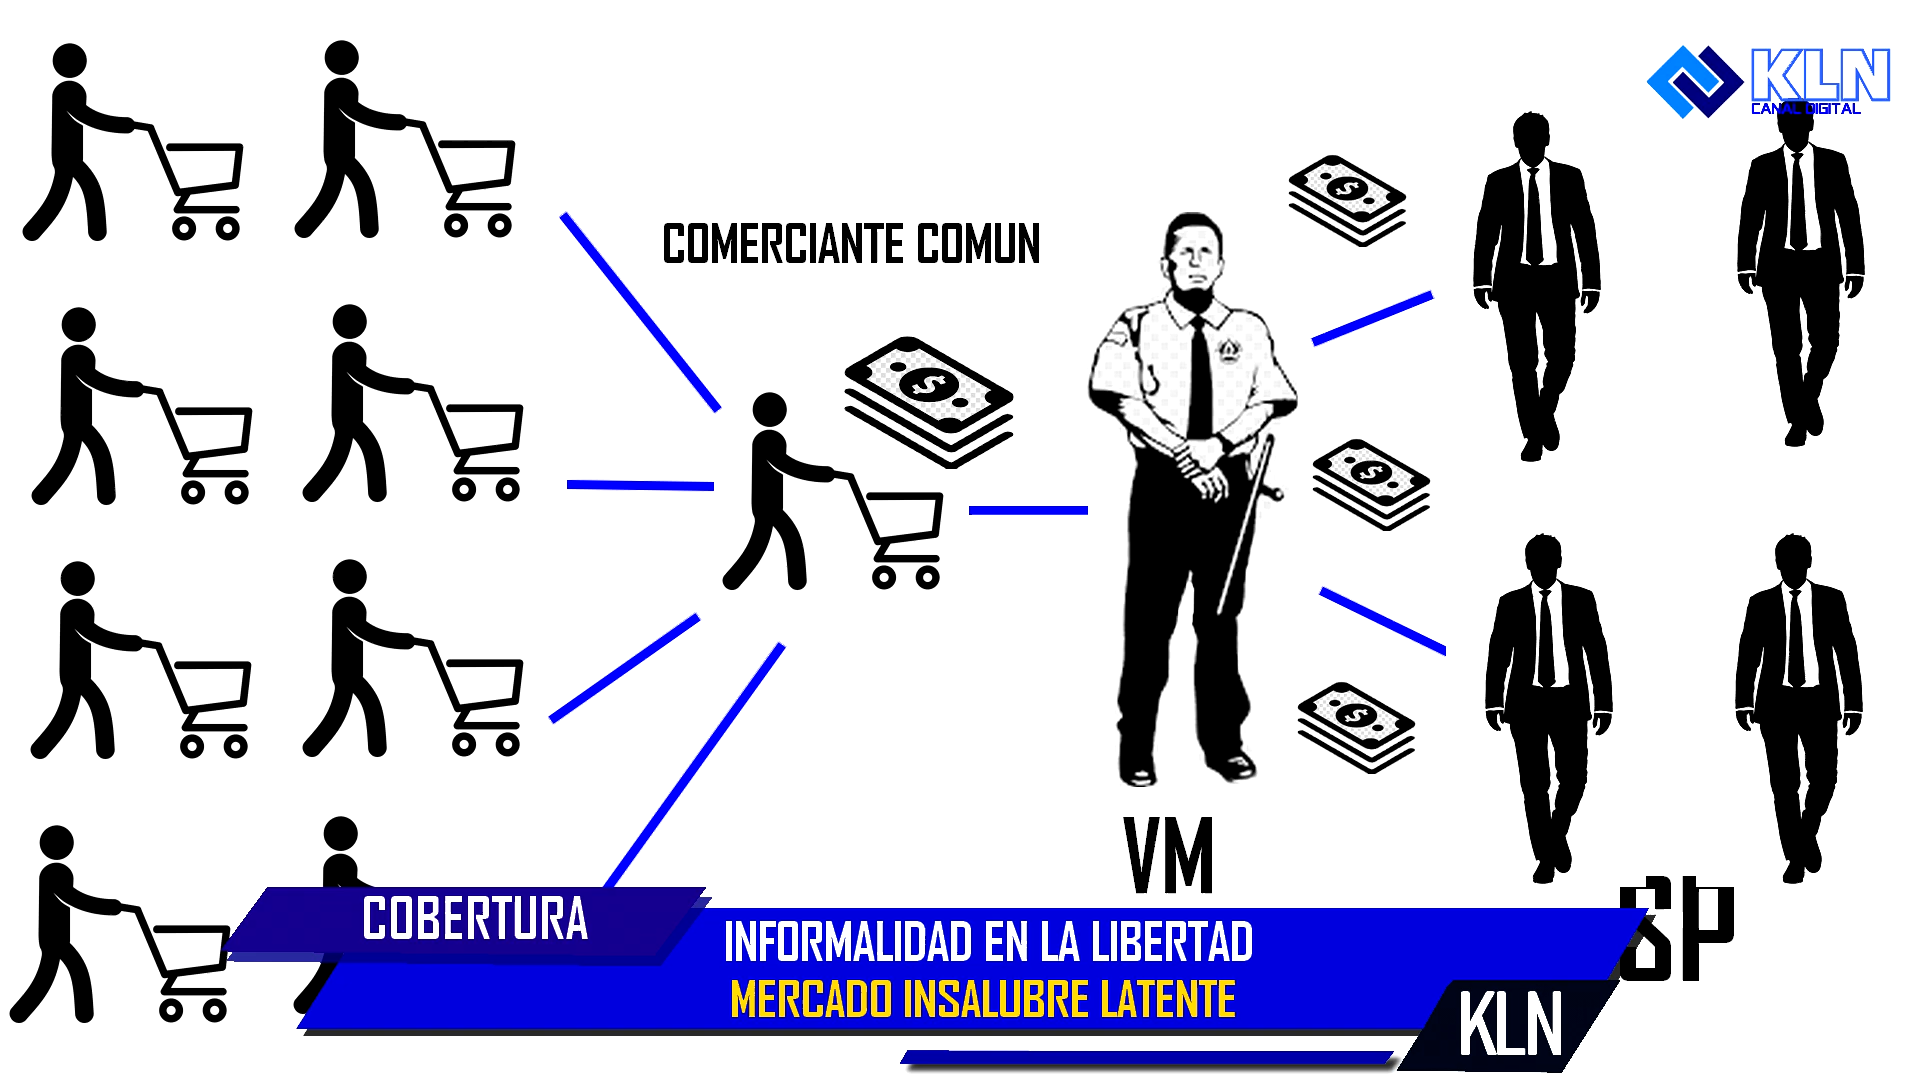 KLN
CANAL DIGITAL
COMERCIANTE COMUN
VM
SP
COBERTURA
INFORMALIDAD EN LA LIBERTAD
MERCADO INSALUBRE LATENTE
KLN